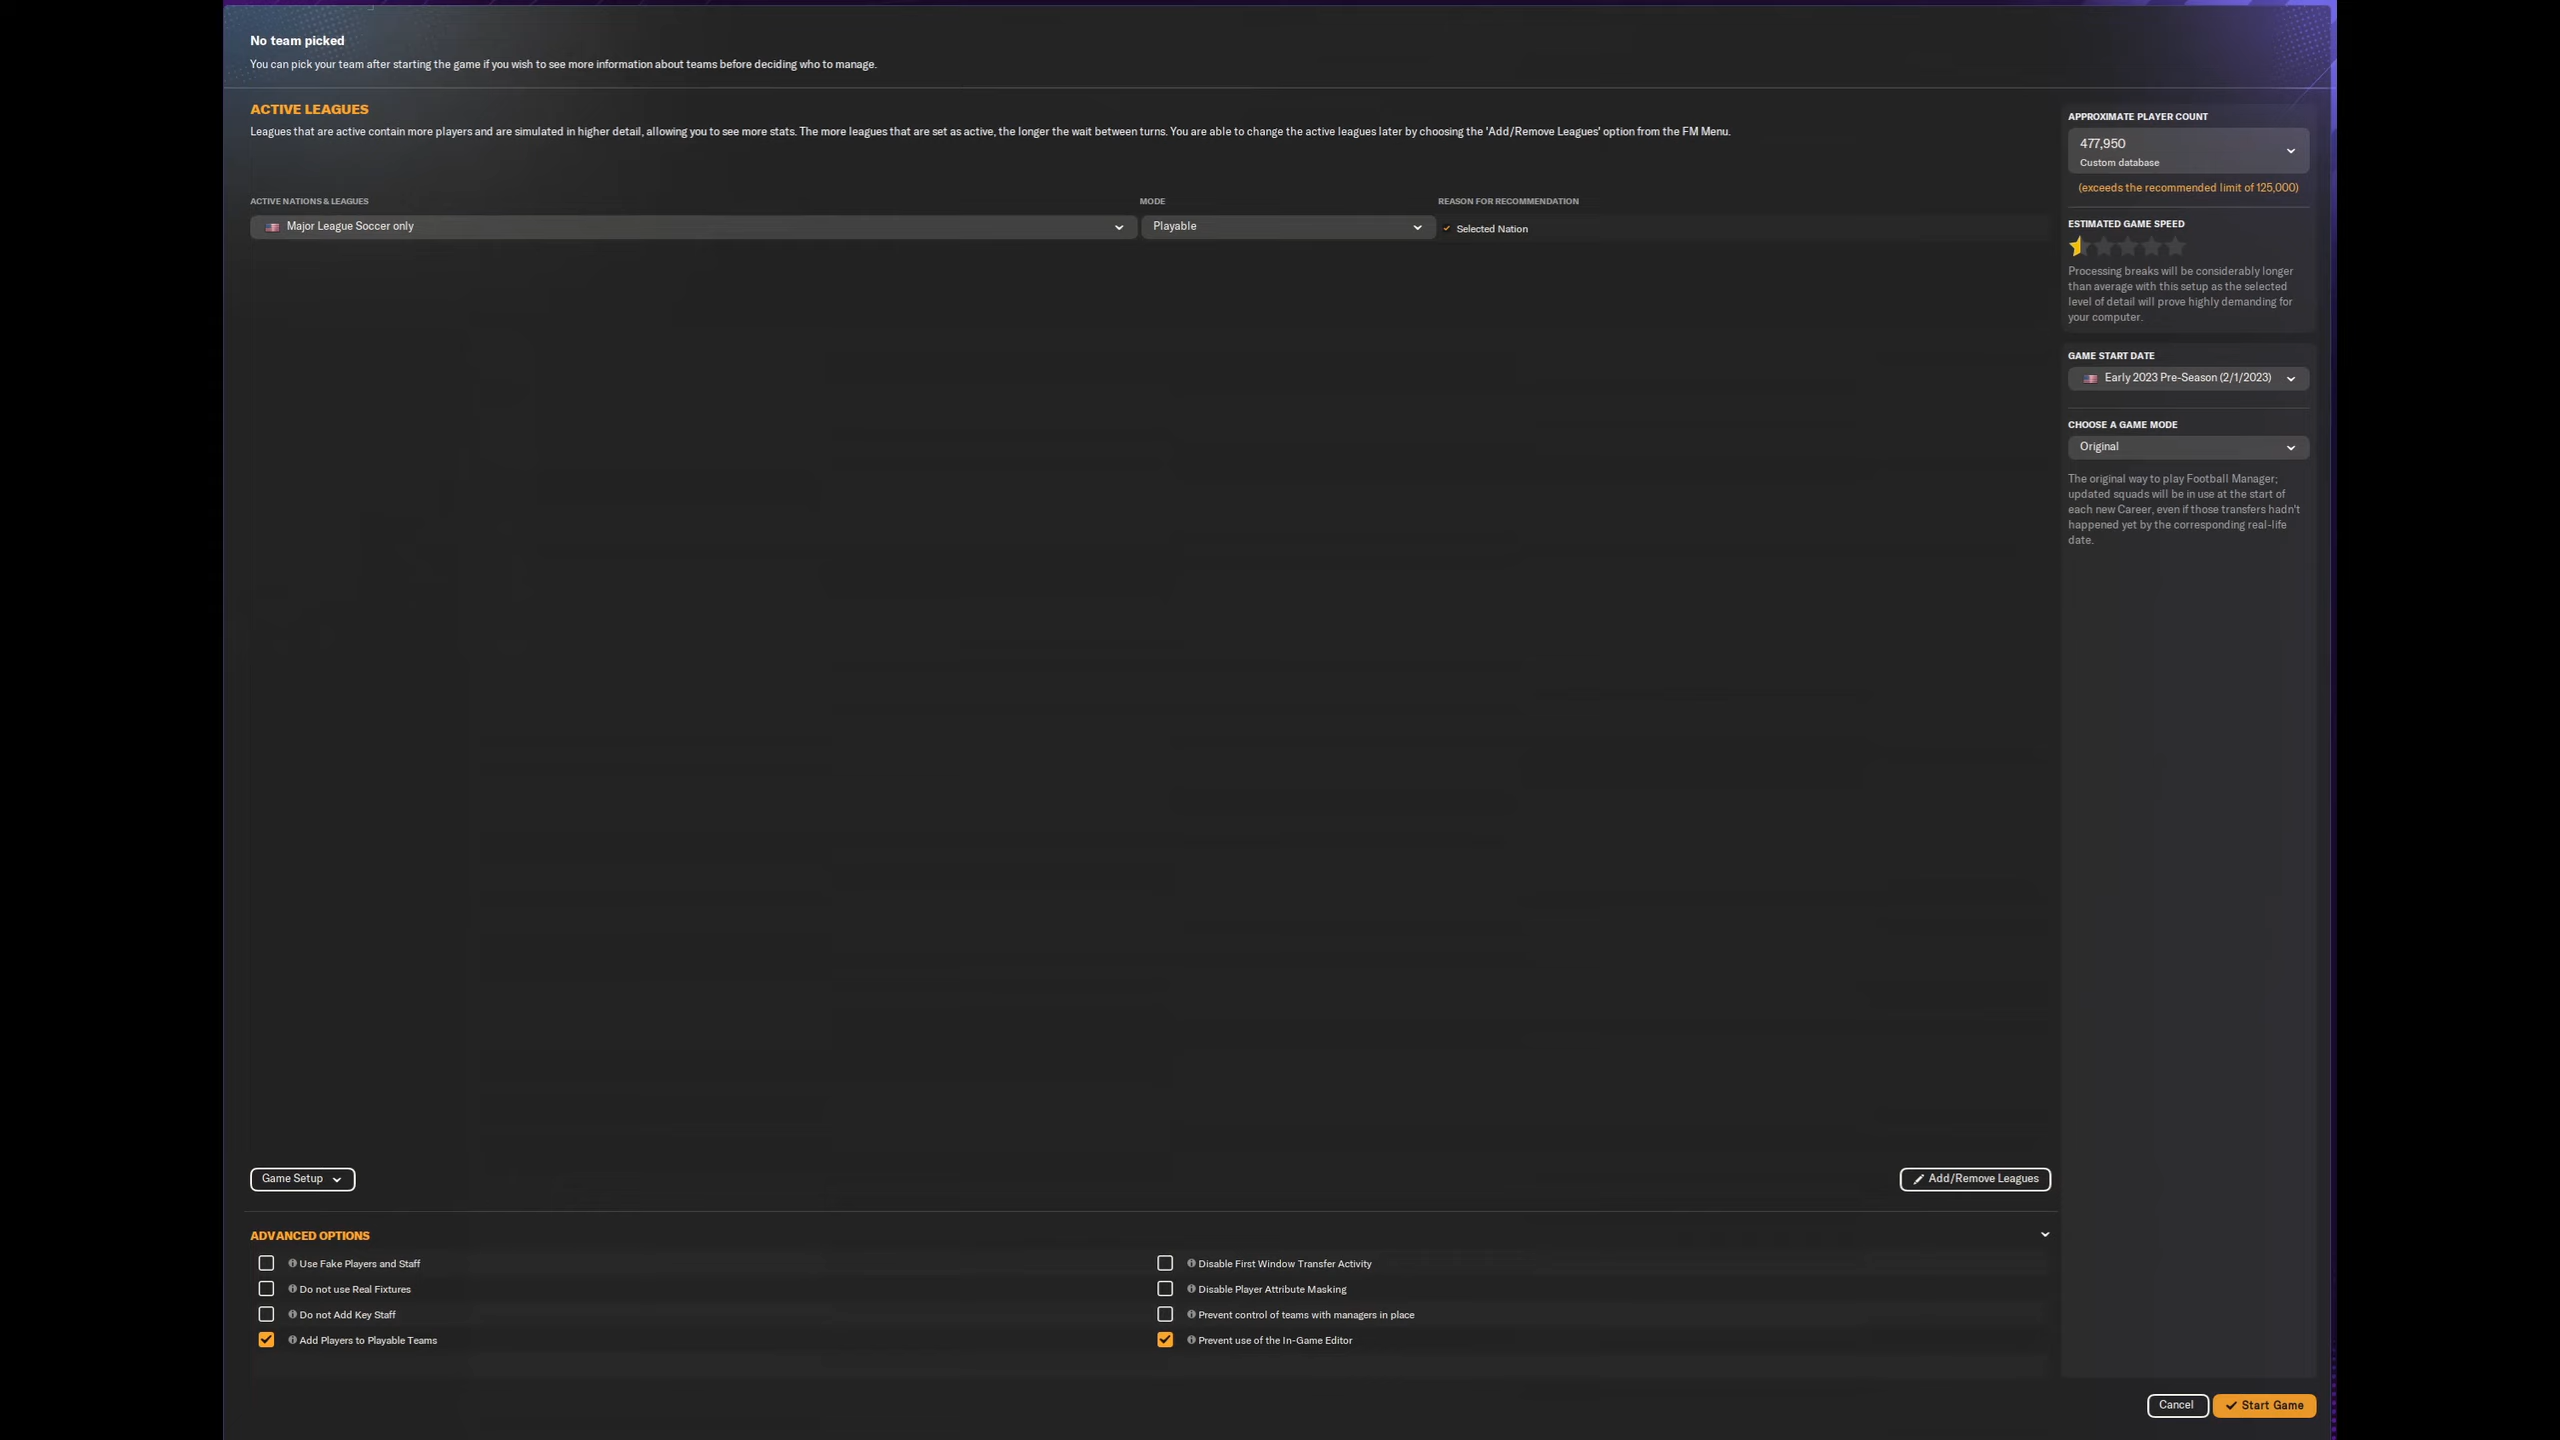 No team picked
You can pick your team after starting the game if you wish to see more information about teams before deciding who to manage.
ACTIVE LEAGUES
Leagues that are active contain more players and are simulated in higher detail, allowing you to see more stats. The more leagues that are set as active, the longer the wait between turns. You are able to change the active leagues later by choosing the 'Add/Remove Leagues' option from the FM Menu.
ACTIVE NATIONS & LEAGUES
MODE
REASON FOR RECOMMENDATION
Major League Soccer only
Playable
Selected Nation
APPROXIMATE PLAYER COUNT
477,950
Custom database
(exceeds the recommended limit of 125,000)
ESTIMATED GAME SPEED
Processing breaks will be considerably longer
than average with this setup as the selected
level of detail will prove highly demanding for
your computer.
GAME START DATE
Early 2023 Pre-Season (2/1/2023)
CHOOSE A GAME MODE
Original
The original way to play Football Manager;
updated squads will be in use at the start of
each new Career, even if those transfers hadn't
happened yet by the corresponding real-life
date.
Game Setup
Add/Remove Leagues
ADVANCED OPTIONS
Use Fake Players and Staff
Do not use Real Fixtures
Do not Add Key Staff
Add Players to Playable Teams
Disable First Window Transfer Activity
Disable Player Attribute Masking
Prevent control of teams with managers in place
Prevent use of the In-Game Editor
Cancel
Start Game